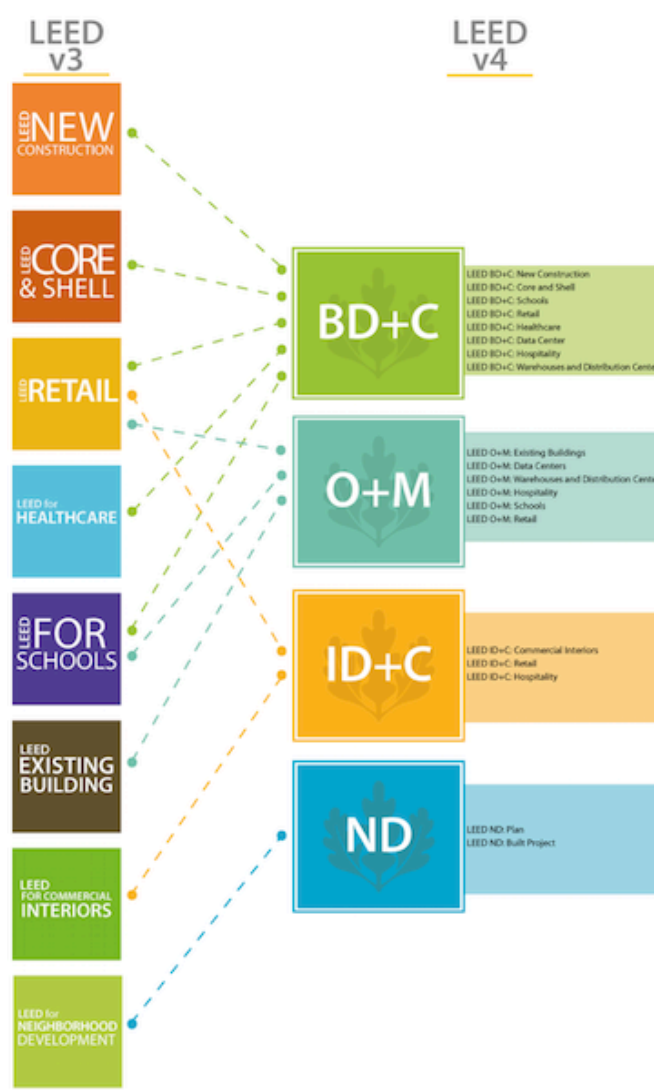 LEED
v3
LEED
v4
LEED NEW
CONSTRUCTION
LEED CORE
& SHELL
LEED RETAIL
LEED for
HEALTHCARE
LEED FOR
SCHOOLS
LEED
EXISTING
BUILDING
LEED
FOR COMMERCIAL
INTERIORS
LEED for
NEIGHBORHOOD
DEVELOPMENT
BD+C
LEED BD+C: New Construction
LEED BD+C: Core and Shell
LEED BD+C: Schools
LEED BD+C: Retail
LEED BD+C: Healthcare
LEED BD+C: Data Center
LEED BD+C: Hospitality
LEED BD+C: Warehouses and Distribution Cente
O+M
LEED O+M: Existing Buildings
LEED O+M: Data Centers
LEED O+M: Warehouses and Distribution Cente
LEED O+M: Hospitality
LEED O+M: Schools
LEED O+M: Retail
ID+C
LEED ID+C: Commercial Interiors
LEED ID+C: Retail
LEED ID+C: Hospitality
ND
LEED ND: Plan
LEED ND: Built Project